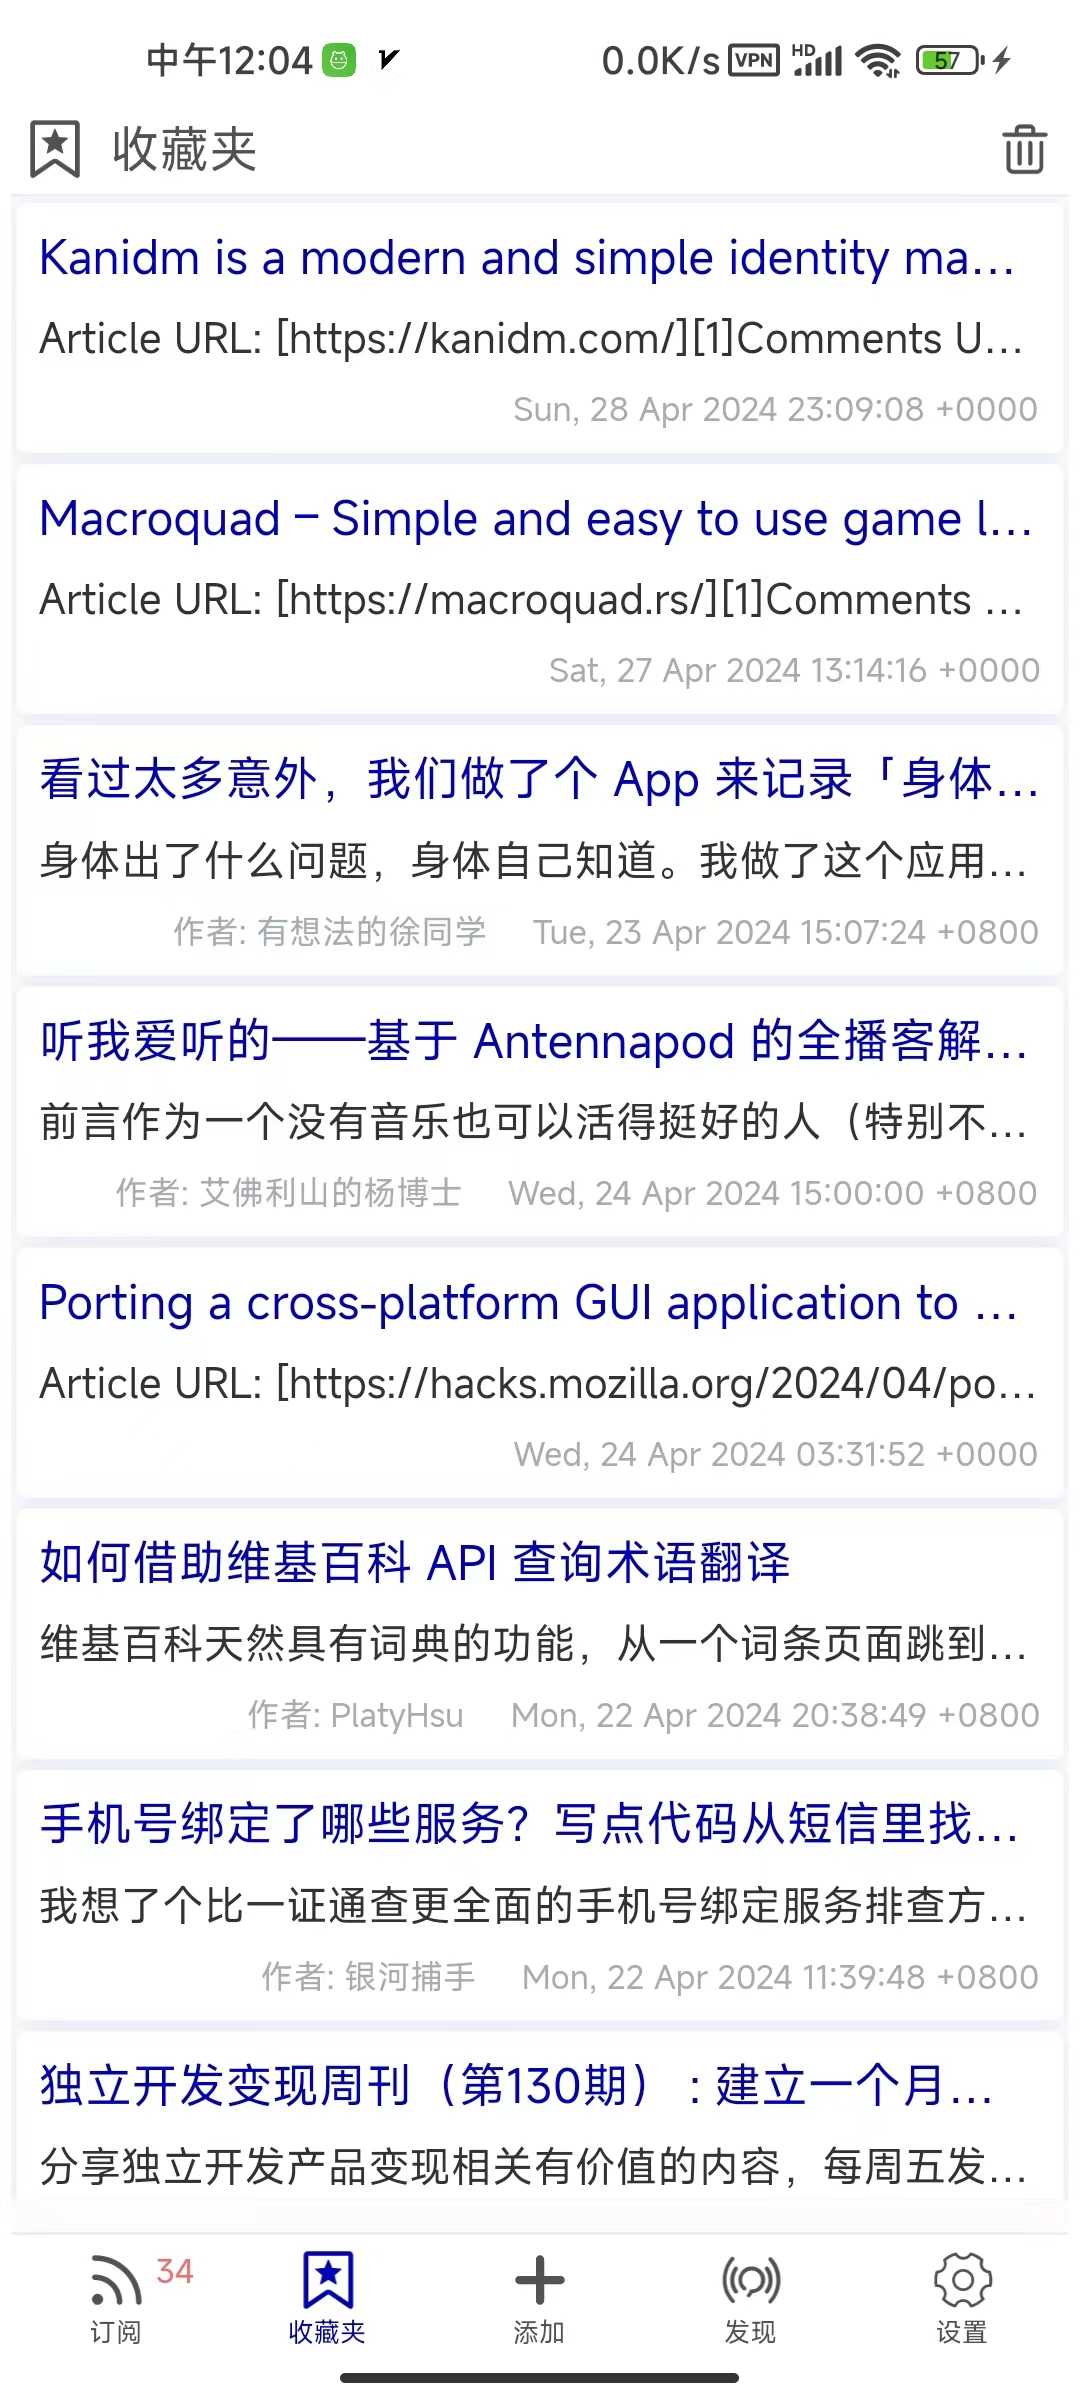 中午12:04 0.0K/s VPN HD 57
收藏夹
Kanidm is a modern and simple identity ma...
Article URL: [https://kanidm.com/][1]Comments U...
Sun, 28 Apr 2024 23:09:08 +0000
Macroquad – Simple and easy to use game l...
Article URL: [https://macroquad.rs/][1]Comments ...
Sat, 27 Apr 2024 13:14:16 +0000
看过太多意外，我们做了个 App 来记录「身体...
身体出了什么问题，身体自己知道。我做了这个应用...
作者: 有想法的徐同学 Tue, 23 Apr 2024 15:07:24 +0800
听我爱听的——基于 Antennapod 的全播客解...
前言作为一个没有音乐也可以活得挺好的人（特别不...
作者: 艾佛利山的杨博士 Wed, 24 Apr 2024 15:00:00 +0800
Porting a cross-platform GUI application to ...
Article URL: [https://hacks.mozilla.org/2024/04/po...
Wed, 24 Apr 2024 03:31:52 +0000
如何借助维基百科 API 查询术语翻译
维基百科天然具有词典的功能，从一个词条页面跳到...
作者: PlatyHsu Mon, 22 Apr 2024 20:38:49 +0800
手机号绑定了哪些服务？写点代码从短信里找...
我想了个比一证通查更全面的手机号绑定服务排查方...
作者: 银河捕手 Mon, 22 Apr 2024 11:39:48 +0800
独立开发变现周刊（第130期） : 建立一个月...
分享独立开发产品变现相关有价值的内容，每周五发...
34
订阅 收藏夹 添加 发现 设置